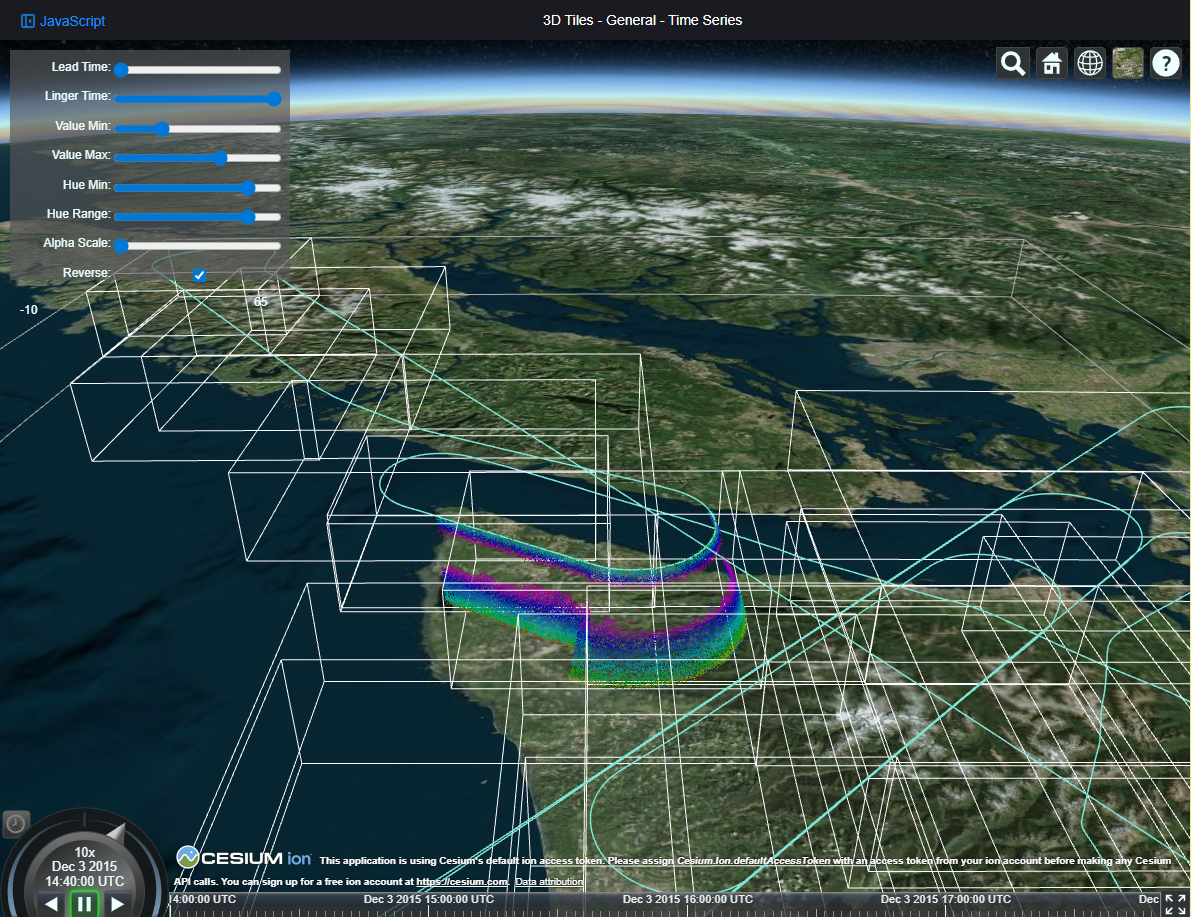 JavaScript
3D Tiles - General - Time Series
Lead Time:
Linger Time:
Value Min:
Value Max:
Hue Min:
Hue Range:
Alpha Scale:
Reverse:
-10
65
?
10x
Dec 3 2015
14:40:00 UTC
CESIUM ion This application is using Cesium's default ion access token. Please assign Cesium.Ion.defaultAccessToken with an access token from your ion account before making any Cesium
API calls. You can sign up for a free ion account at https://cesium.com. Data attribution
4:00:00 UTC Dec 3 2015 15:00:00 UTC Dec 3 2015 16:00:00 UTC Dec 3 2015 17:00:00 UTC Dec